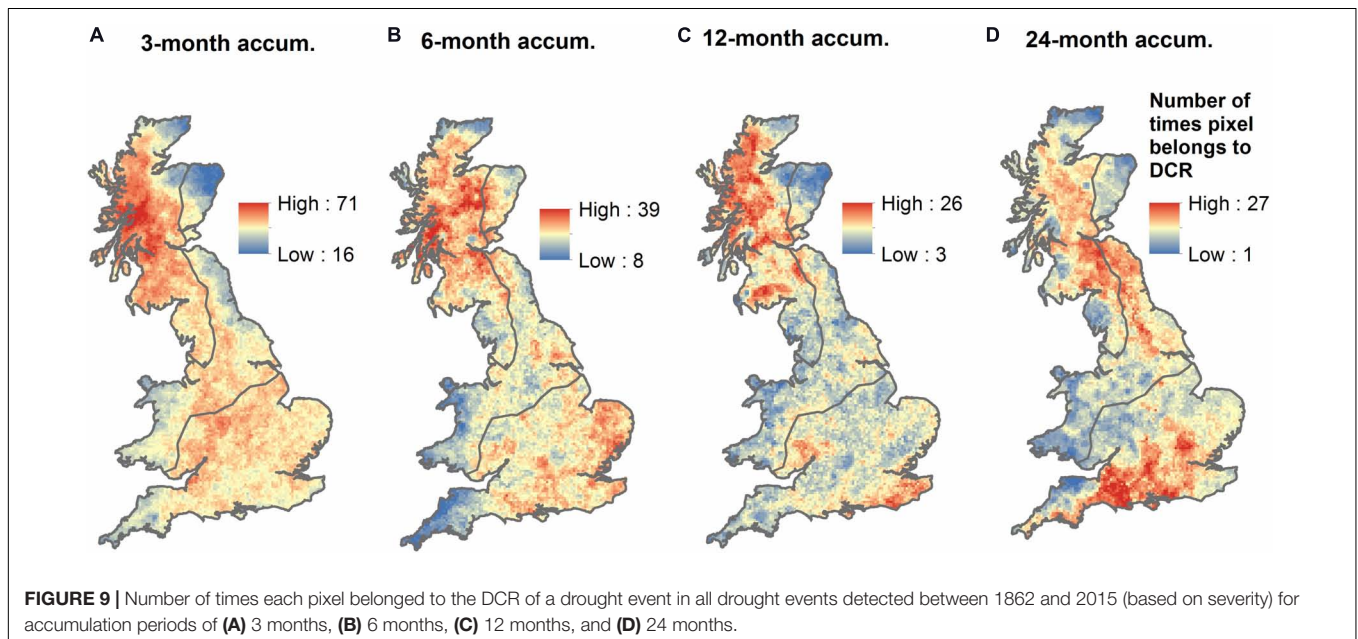 A 3-month accum.
B 6-month accum.
C 12-month accum.
D 24-month accum.
High : 71
Low : 16
High : 39
Low : 8
High : 26
Low : 3
Number of
times pixel
belongs to
DCR
High : 27
Low : 1
FIGURE 9 | Number of times each pixel belonged to the DCR of a drought event in all drought events detected between 1862 and 2015 (based on severity) for
accumulation periods of (A) 3 months, (B) 6 months, (C) 12 months, and (D) 24 months.